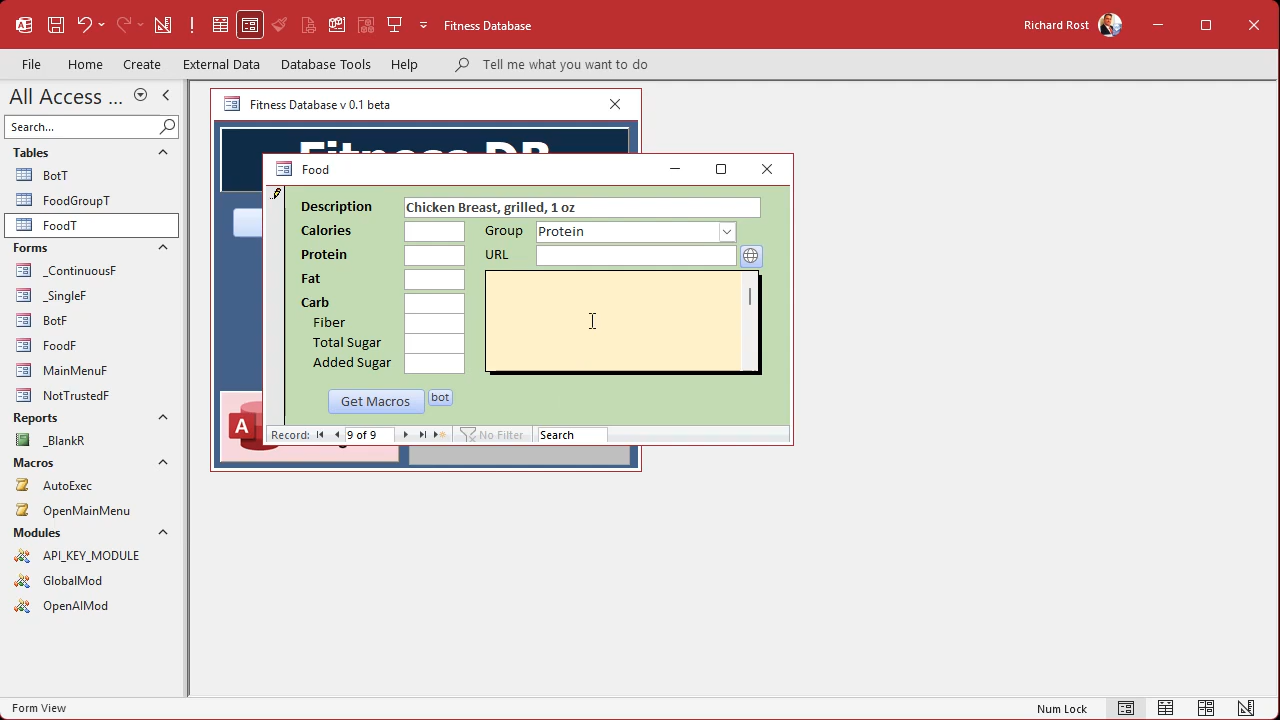 Fitness Database
Richard Rost
File Home Create External Data Database Tools Help Tell me what you want to do
All Access ...
Search...
Tables
BotT
FoodGroupT
FoodT
Forms
_ContinuousF
_SingleF
BotF
FoodF
MainMenuF
NotTrustedF
Reports
_BlankR
Macros
AutoExec
OpenMainMenu
Modules
API_KEY_MODULE
GlobalMod
OpenAIMod
Fitness Database v 0.1 beta
Fitness DB
Food
Description Chicken Breast, grilled, 1 oz
Calories Group Protein
Protein URL
Fat
Carb
Fiber
Total Sugar
Added Sugar
Get Macros bot
Record: 9 of 9 No Filter Search
A
Form View Num Lock